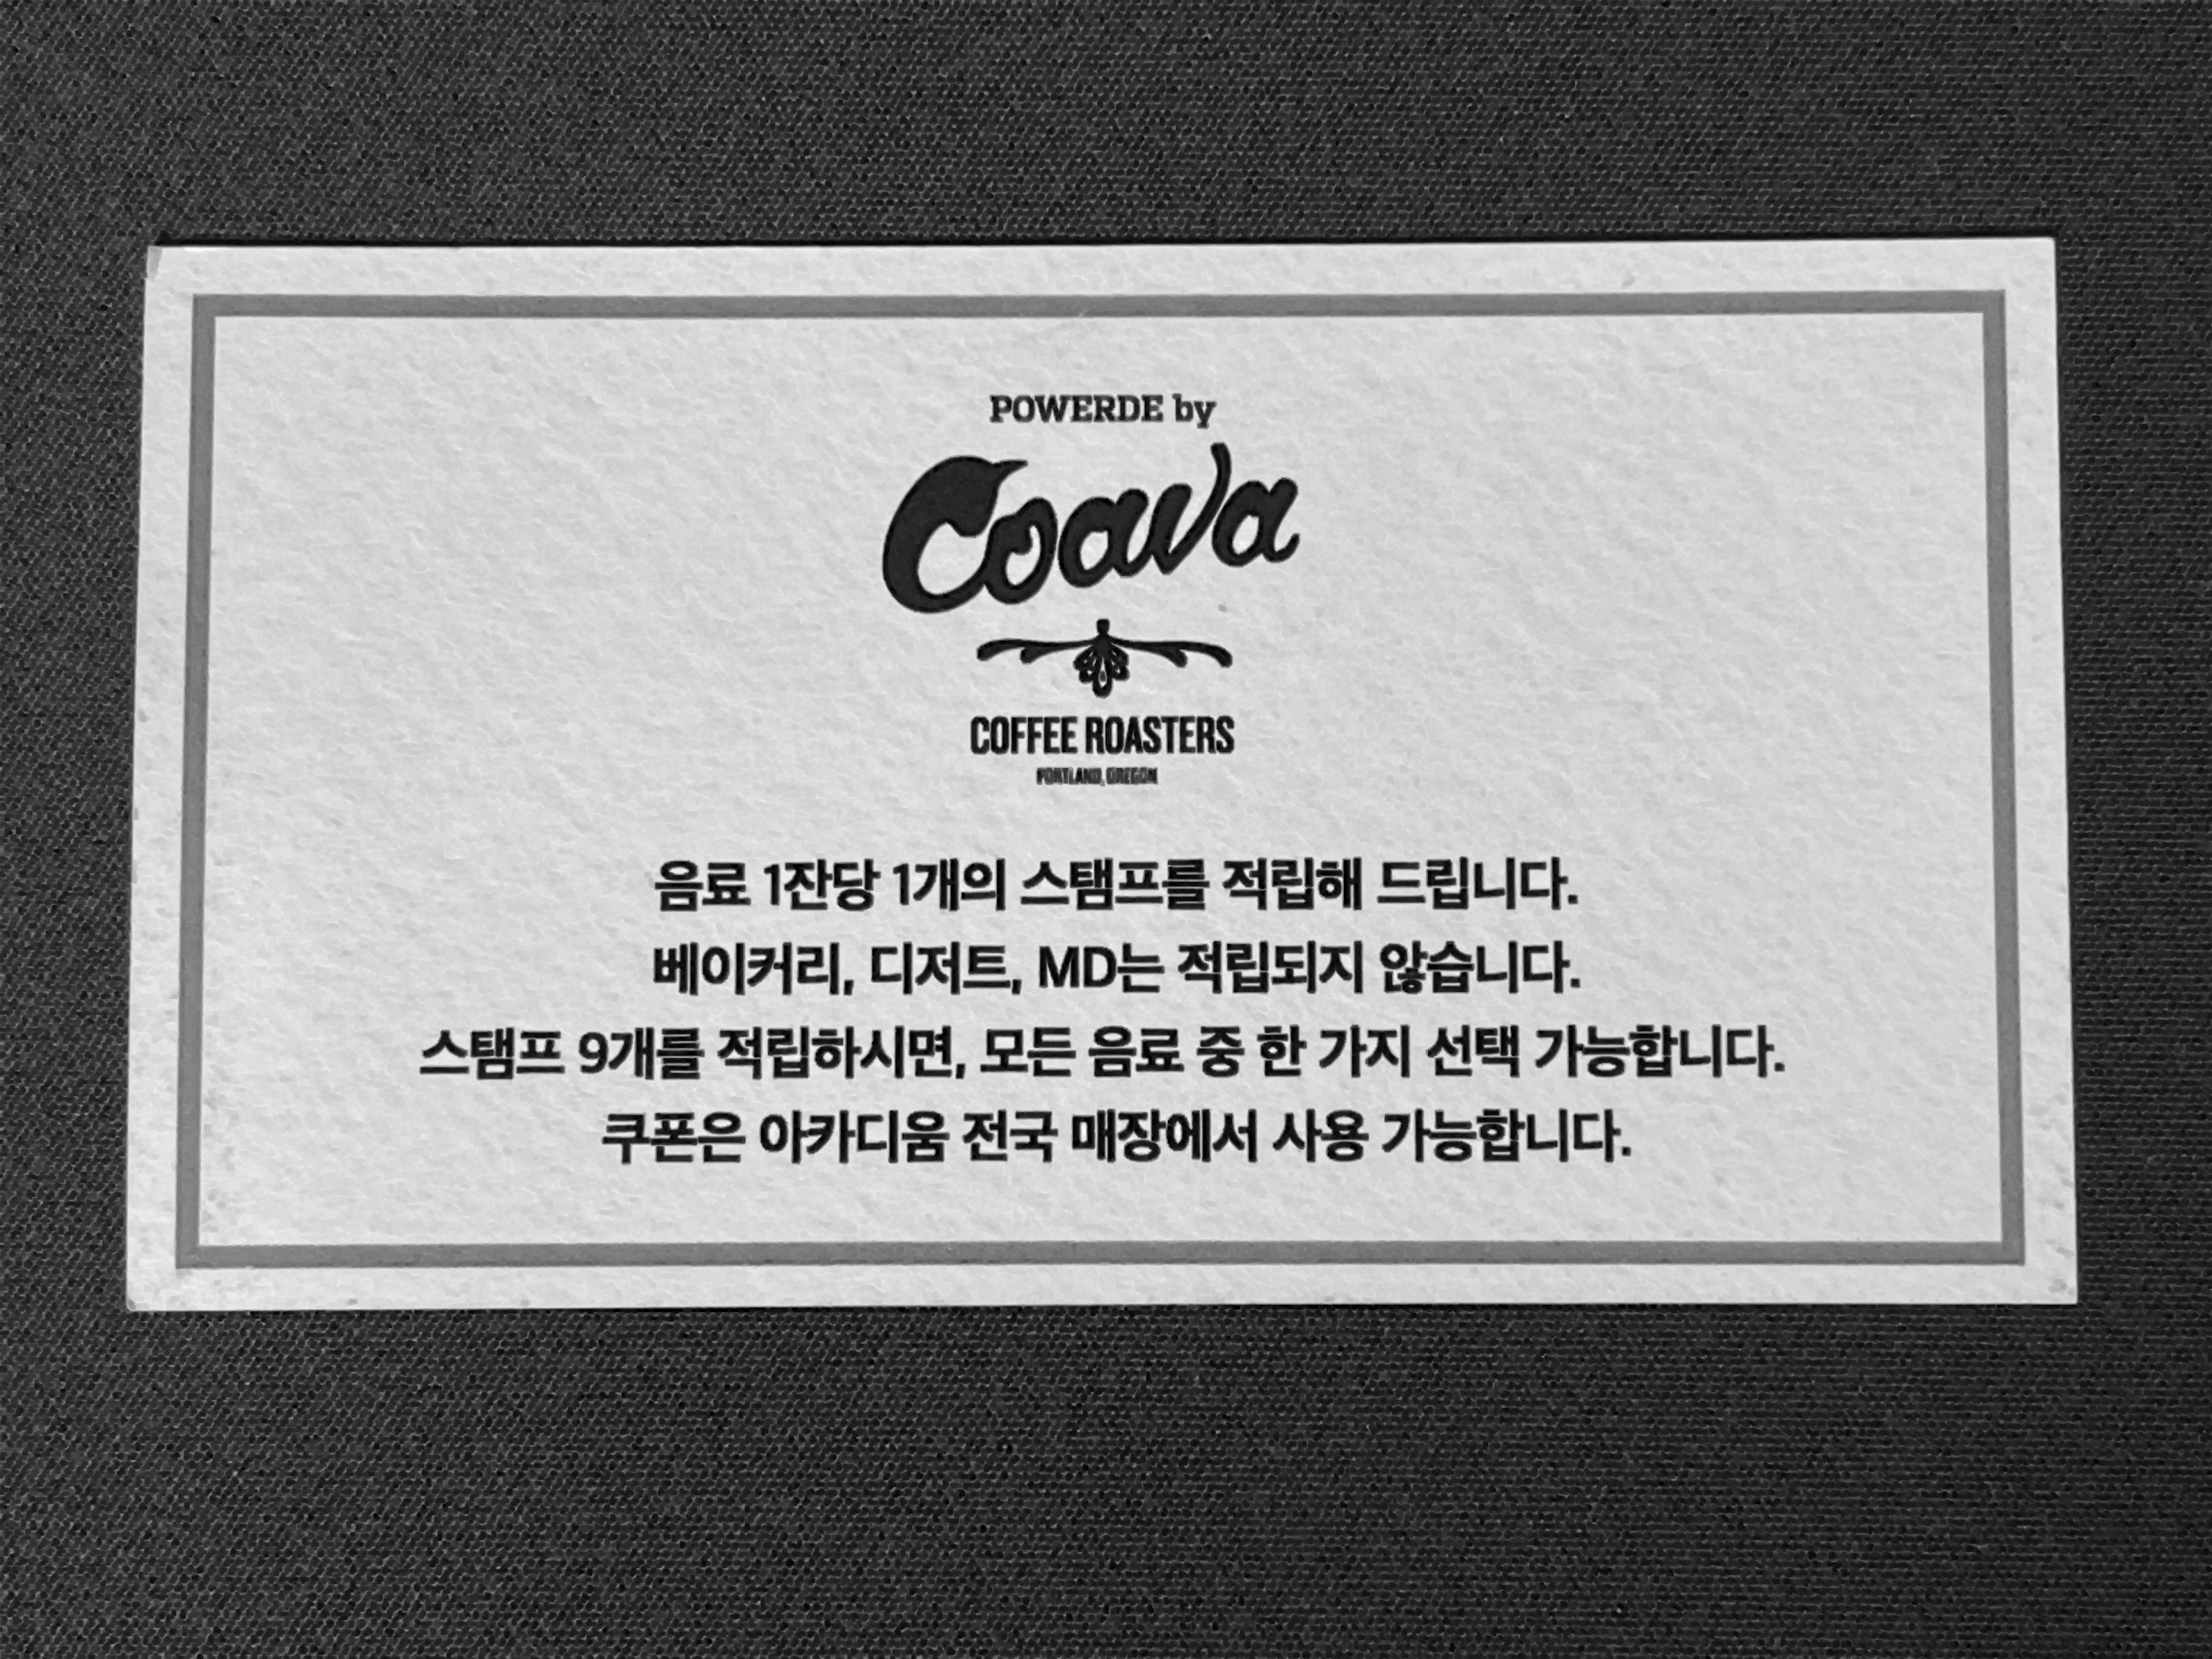 POWERDE by
Coava
COFFEE ROASTERS
PORTLAND, OREGON
음료 1잔당 1개의 스탬프를 적립해 드립니다.
베이커리, 디저트, MD는 적립되지 않습니다.
스탬프 9개를 적립하시면, 모든 음료 중 한 가지 선택 가능합니다.
쿠폰은 아카디움 전국 매장에서 사용 가능합니다.